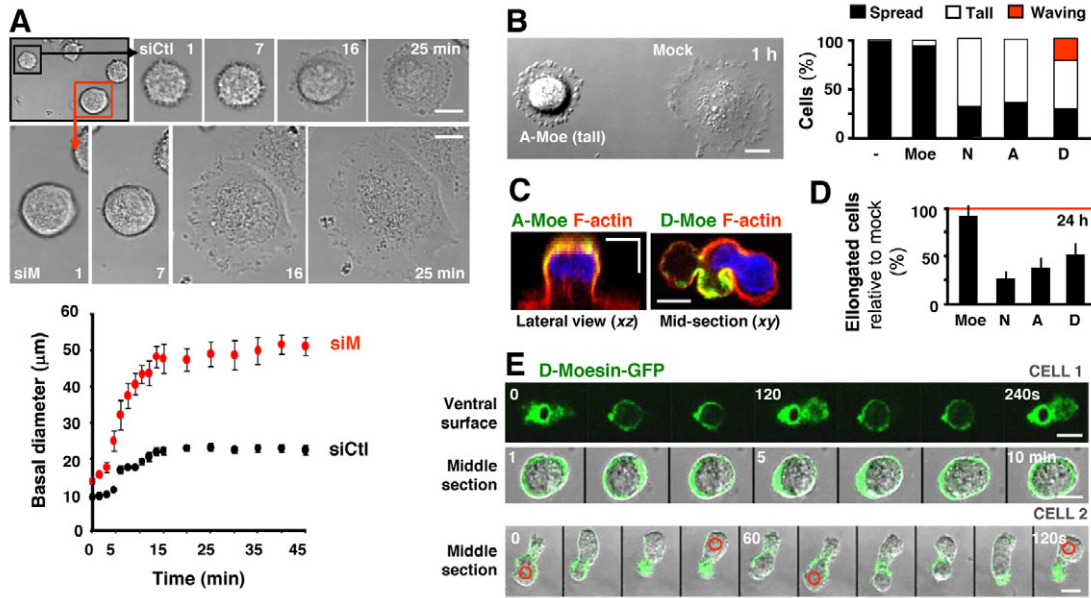 A
siCtl 1
7
16
25 min
siM 1
7
16
25 min
60
50
40
30
20
10
0
Basal diameter (μm)
siM
siCtl
0 5 15 25 35 45
Time (min)
B
Mock
1 h
A-Moe (tall)
Spread Tall Waving
100
50
0
Cells (%)
- Moe N A D
C
A-Moe F-actin
D-Moe F-actin
Lateral view (xz)
Mid-section (xy)
D
Ellongated cells
relative to mock
(%)
100
50
0
24 h
Moe N A D
E
D-Moesin-GFP
CELL 1
Ventral
surface
0 120 240s
Middle
section
1 5 10 min
CELL 2
Middle
section
0 60 120s